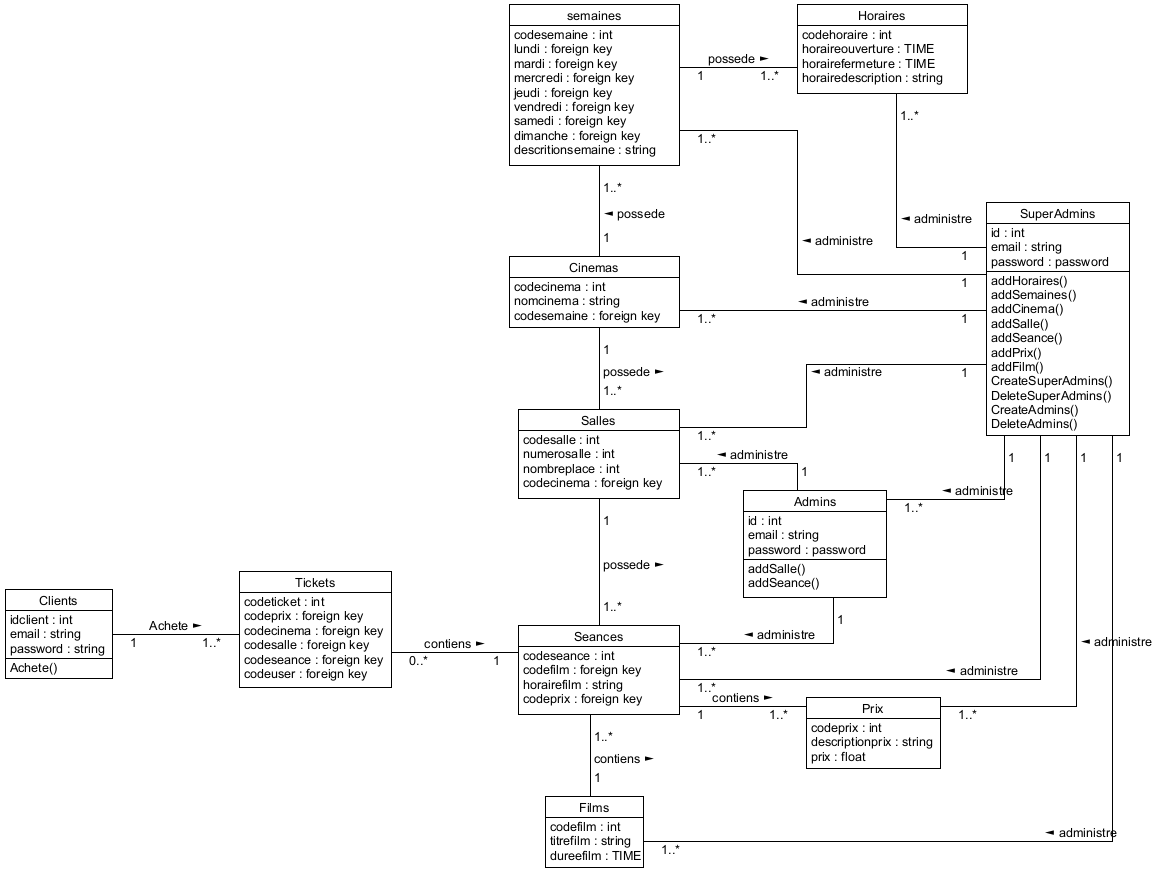 semaines
codesemaine : int
lundi : foreign key
mardi : foreign key
mercredi : foreign key
jeudi : foreign key
vendredi : foreign key
samedi : foreign key
dimanche : foreign key
descritionsemaine : string
possede ►
1
1..*
Horaires
codehoraire : int
horaireouverture : TIME
horairefermeture : TIME
horairedescription : string
1..*
1..*
◄ administre
1
◄ administre
1
1..*
◄ possede
1
SuperAdmins
id : int
email : string
password : password
addHoraires()
addSemaines()
addCinema()
addSalle()
addSeance()
addPrix()
addFilm()
CreateSuperAdmins()
DeleteSuperAdmins()
CreateAdmins()
DeleteAdmins()
Cinemas
codecinema : int
nomcinema : string
codesemaine : foreign key
◄ administre
1..*
1
1
possede ►
1..*
◄ administre
1
1..*
Salles
codesalle : int
numerosalle : int
nombreplace : int
codecinema : foreign key
◄ administre
1..*
1
1
1
1
1
◄ administre
1..*
Admins
id : int
email : string
password : password
addSalle()
addSeance()
1
possede ►
1..*
Clients
idclient : int
email : string
password : string
Achete()
Achete ►
1
1..*
Tickets
codeticket : int
codeprix : foreign key
codecinema : foreign key
codesalle : foreign key
codeseance : foreign key
codeuser : foreign key
contiens ►
0..*
1
Seances
codeseance : int
codefilm : foreign key
horairefilm : string
codeprix : foreign key
1
◄ administre
1..*
◄ administre
◄ administre
1..*
contiens ►
1
1..*
Prix
codeprix : int
descriptionprix : string
prix : float
1..*
1..*
contiens ►
1
Films
codefilm : int
titrefilm : string
dureefilm : TIME
◄ administre
1..*